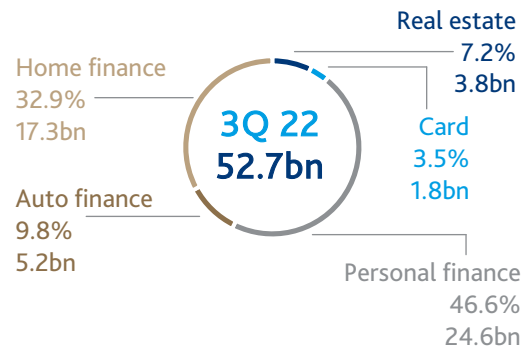 Real estate
7.2%
3.8bn
Home finance
32.9%
17.3bn
3Q 22
52.7bn
Card
3.5%
1.8bn
Auto finance
9.8%
5.2bn
Personal finance
46.6%
24.6bn